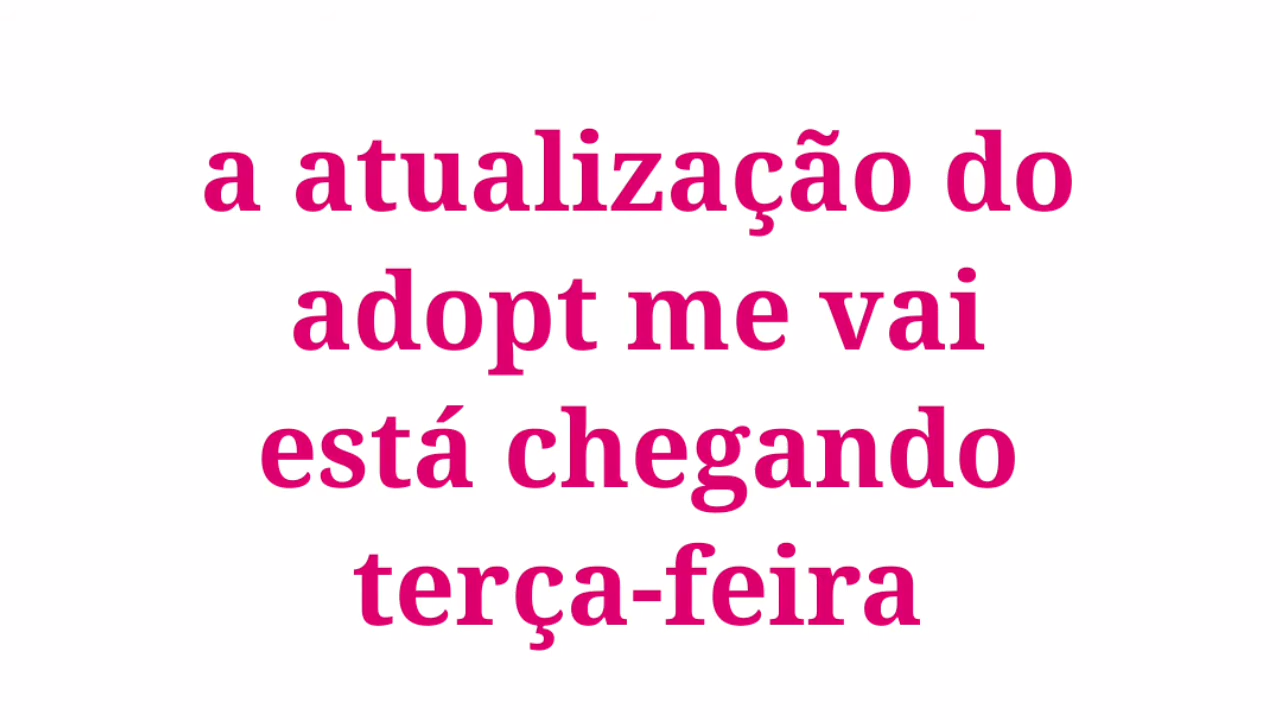 a atualização do
adopt me vai
está chegando
terça-feira